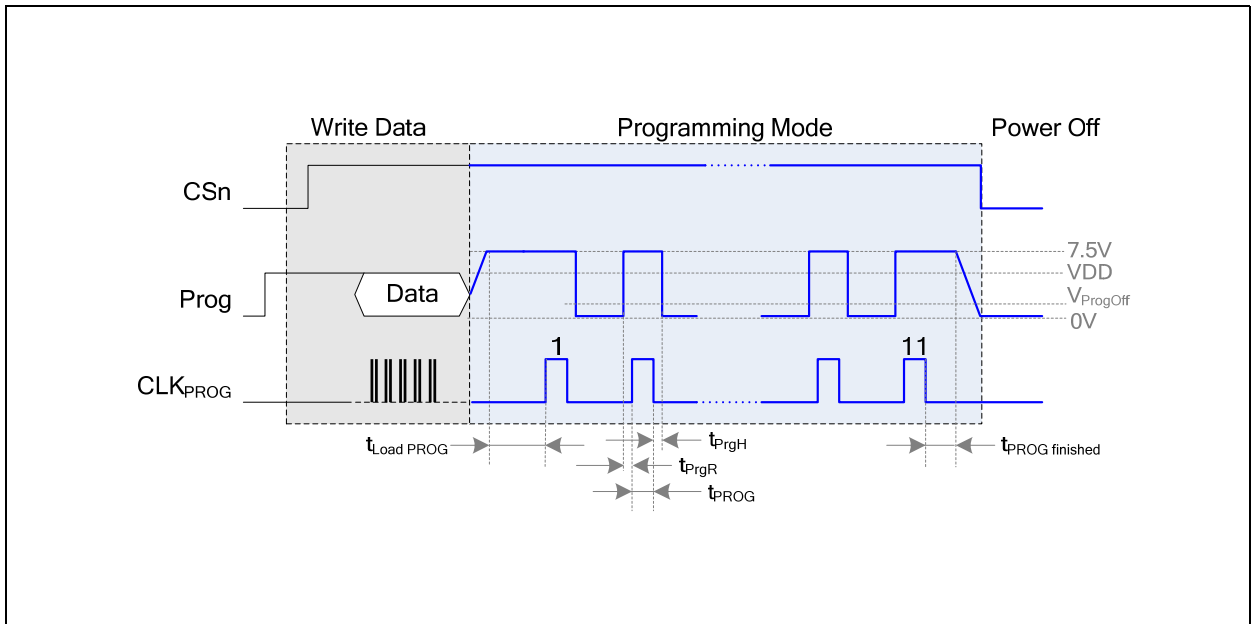 Write Data Programming Mode Power Off
CSn
7.5V
VDD
Prog Data
VProgOff
0V
1 11
CLKPROG
tLoad PROG tPrgH tPROG finished
tPrgR
tPROG